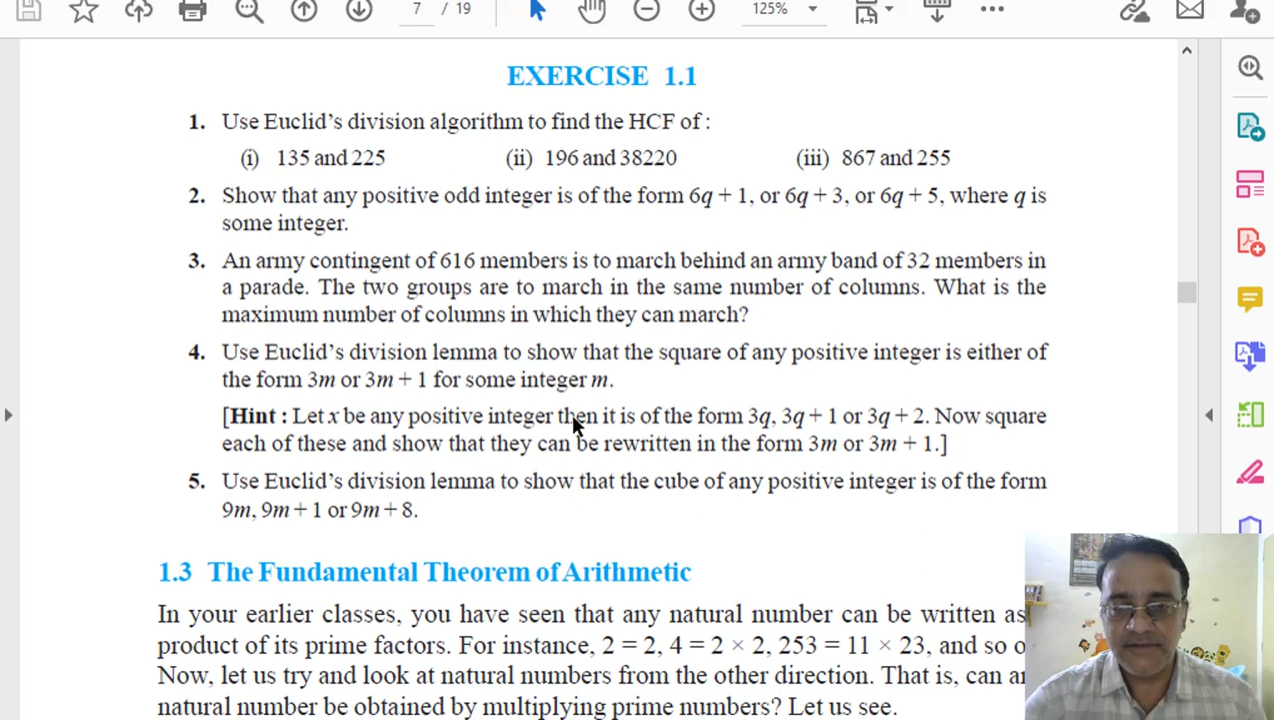 7 / 19
125%
EXERCISE 1.1
1. Use Euclid's division algorithm to find the HCF of :
(i) 135 and 225 (ii) 196 and 38220 (iii) 867 and 255
2. Show that any positive odd integer is of the form 6q + 1, or 6q + 3, or 6q + 5, where q is
some integer.
3. An army contingent of 616 members is to march behind an army band of 32 members in
a parade. The two groups are to march in the same number of columns. What is the
maximum number of columns in which they can march?
4. Use Euclid's division lemma to show that the square of any positive integer is either of
the form 3m or 3m + 1 for some integer m.
[Hint : Let x be any positive integer then it is of the form 3q, 3q + 1 or 3q + 2. Now square
each of these and show that they can be rewritten in the form 3m or 3m + 1.]
5. Use Euclid's division lemma to show that the cube of any positive integer is of the form
9m, 9m + 1 or 9m + 8.
1.3 The Fundamental Theorem of Arithmetic
In your earlier classes, you have seen that any natural number can be written as
product of its prime factors. For instance, 2 = 2, 4 = 2 × 2, 253 = 11 × 23, and so
Now, let us try and look at natural numbers from the other direction. That is, can
natural number be obtained by multiplying prime numbers? Let us see.